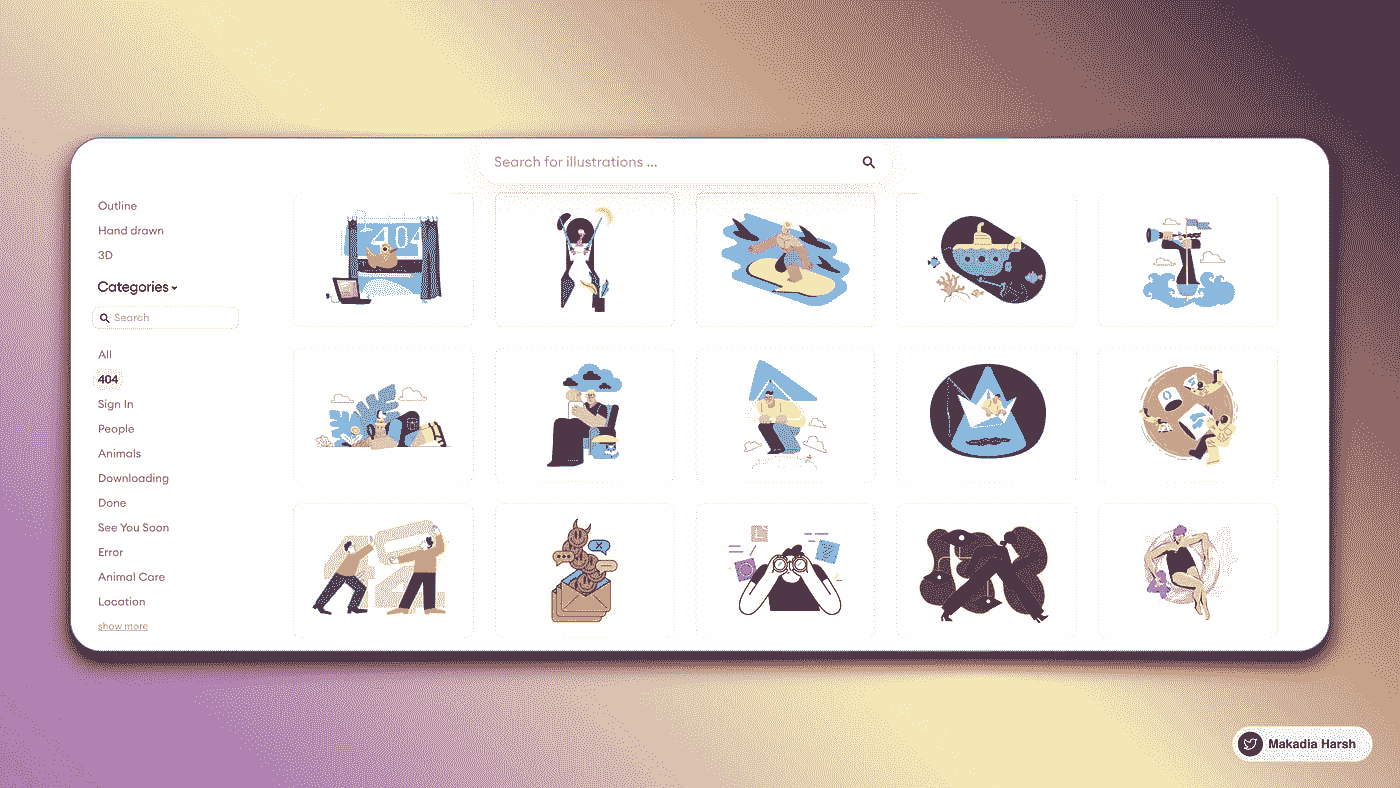 Search for illustrations ...
Outline
Hand drawn
3D
Categories
Search
All
404
Sign In
People
Animals
Downloading
Done
See You Soon
Error
Animal Care
Location
show more
404
Makadia Harsh